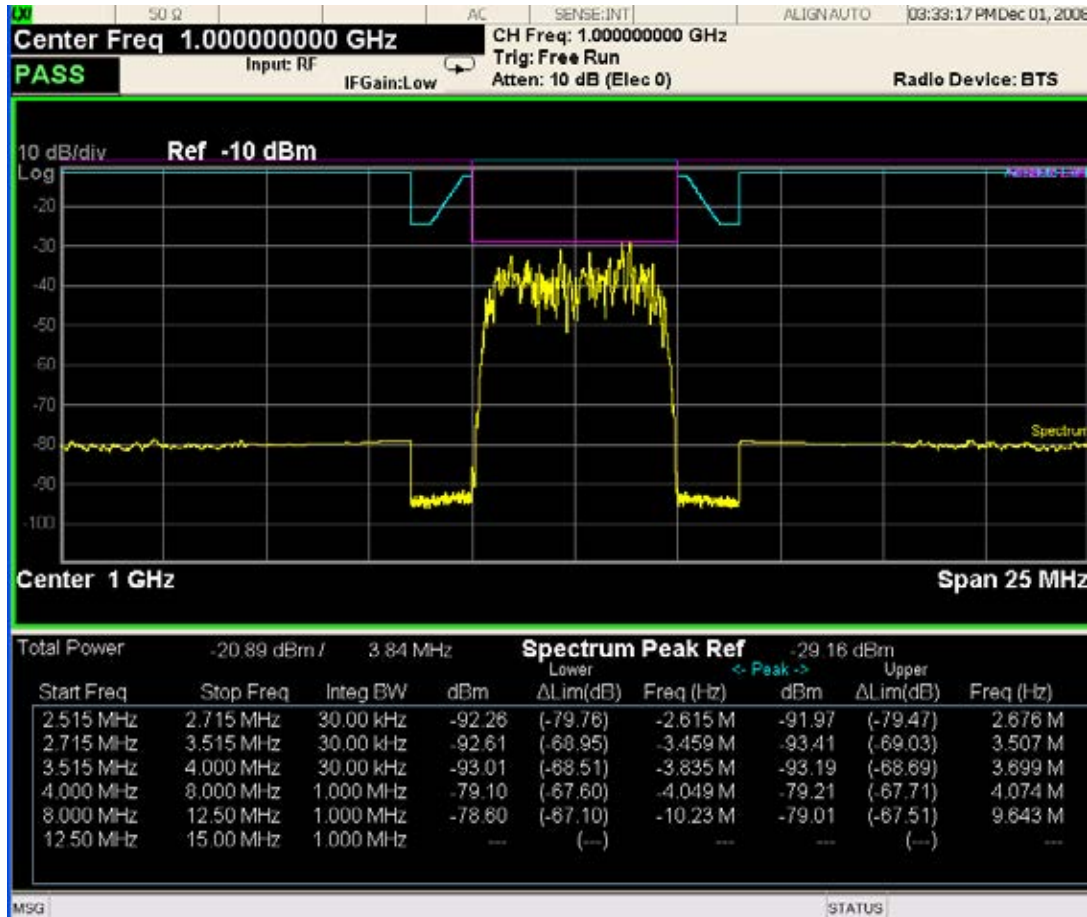 50 Ω AC SENSE:INT ALIGN AUTO 03:33:17 PM Dec 01, 2008
Center Freq 1.000000000 GHz CH Freq: 1.000000000 GHz
Trig: Free Run
PASS Input: RF IFGain:Low Atten: 10 dB (Elec 0) Radio Device: BTS
10 dB/div Ref -10 dBm
Log
-20
-30
-40
-50
-60
-70
Spectrum
-80
-90
-100
Center 1 GHz Span 25 MHz
Total Power -20.89 dBm / 3.84 MHz Spectrum Peak Ref -29.16 dBm
Lower <- Peak -> Upper
Start Freq Stop Freq Integ BW dBm ΔLim(dB) Freq (Hz) dBm ΔLim(dB) Freq (Hz)
2.515 MHz 2.715 MHz 30.00 kHz -92.26 (-79.76) -2.615 M -91.97 (-79.47) 2.676 M
2.715 MHz 3.515 MHz 30.00 kHz -92.61 (-68.95) -3.459 M -93.41 (-69.03) 3.507 M
3.515 MHz 4.000 MHz 30.00 kHz -93.01 (-68.51) -3.835 M -93.19 (-68.69) 3.699 M
4.000 MHz 8.000 MHz 1.000 MHz -79.10 (-67.60) -4.049 M -79.21 (-67.71) 4.074 M
8.000 MHz 12.50 MHz 1.000 MHz -78.60 (-67.10) -10.23 M -79.01 (-67.51) 9.643 M
12.50 MHz 15.00 MHz 1.000 MHz --- (---) --- --- (---) ---
MSG STATUS